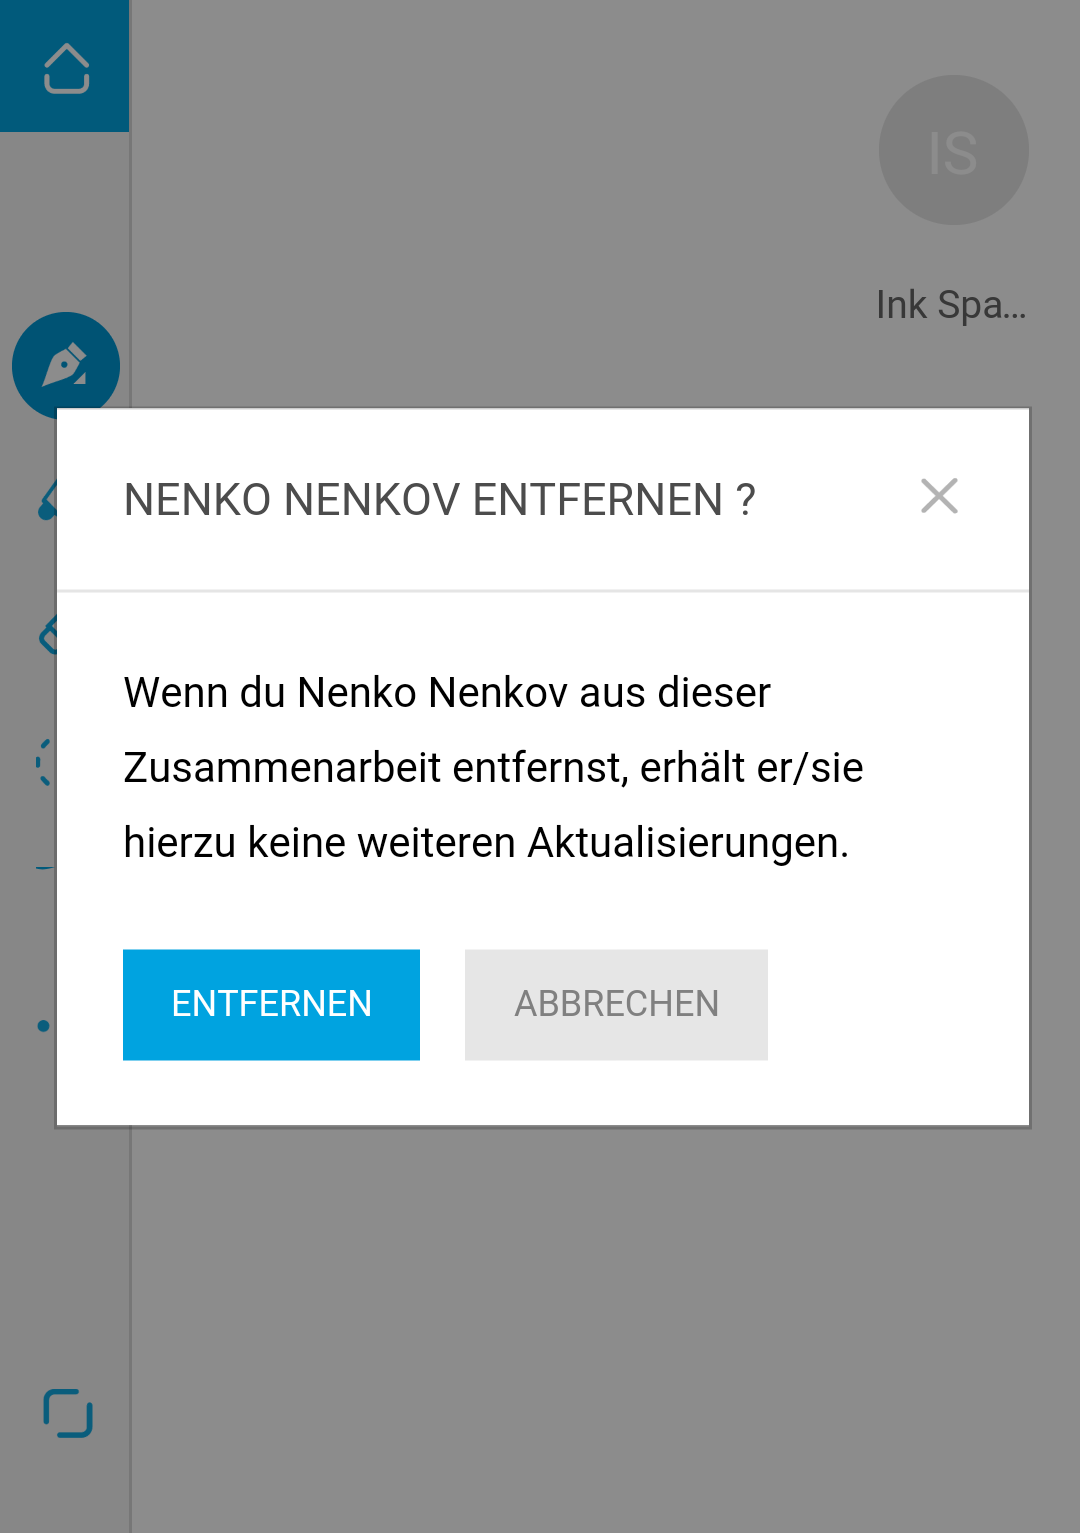 IS
Ink Spa...
NENKO NENKOV ENTFERNEN ?
Wenn du Nenko Nenkov aus dieser
Zusammenarbeit entfernst, erhält er/sie
hierzu keine weiteren Aktualisierungen.
ENTFERNEN
ABBRECHEN